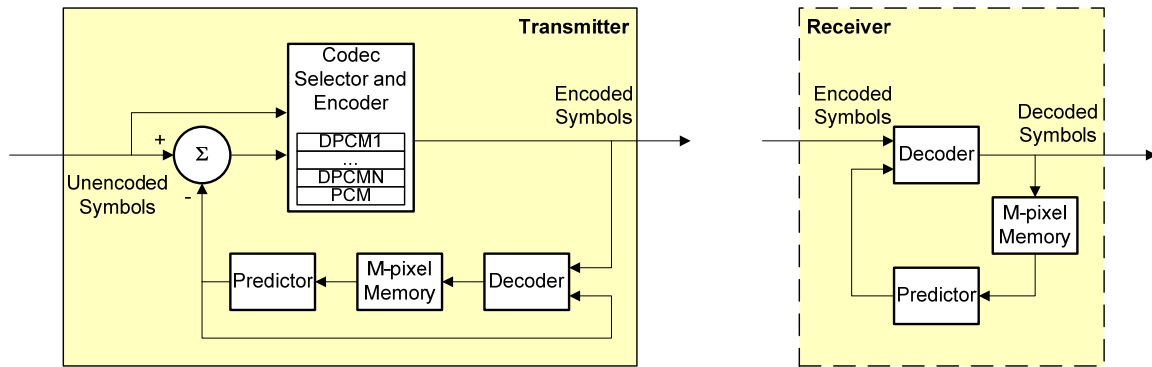 Transmitter
Codec
Selector and
Encoder
DPCM1
...
DPCMN
PCM
+
Σ
-
Unencoded
Symbols
Encoded
Symbols
Predictor
M-pixel
Memory
Decoder
Receiver
Encoded
Symbols
Decoder
Decoded
Symbols
M-pixel
Memory
Predictor